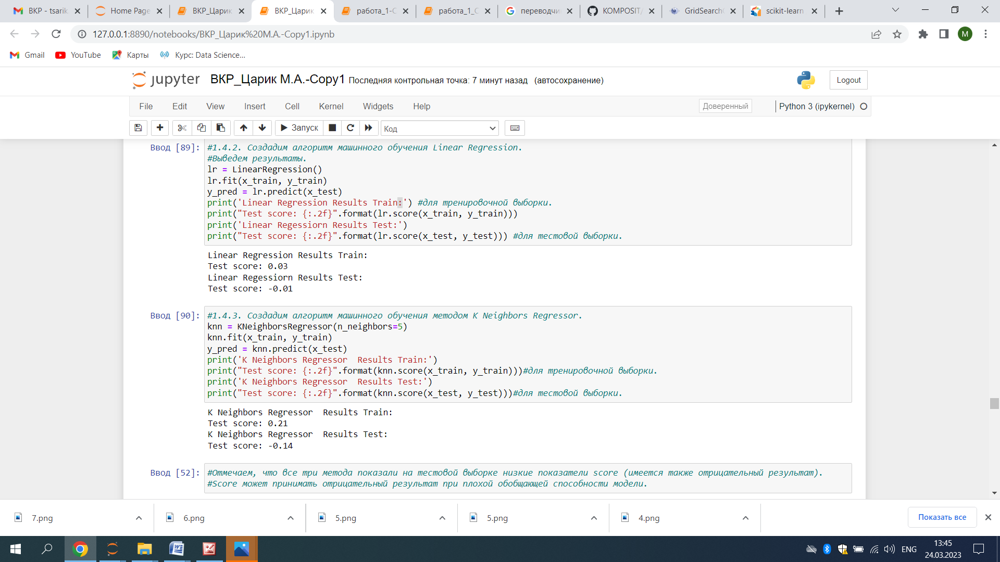 ВКР - tsarik
Home Page
ВКР_Царик
ВКР_Царик
работа_1-С
работа_1_С
переводчи
KOMPOSIT/
GridSearch
scikit-learn
127.0.0.1:8890/notebooks/ВКР_Царик%20М.А.-Copy1.ipynb
M
Gmail
YouTube
Карты
Курс: Data Science...
jupyter
ВКР_Царик М.А.-Copy1 Последняя контрольная точка: 7 минут назад (автосохранение)
Logout
File
Edit
View
Insert
Cell
Kernel
Widgets
Help
Доверенный
Python 3 (ipykernel)
Запуск
Код
Ввод [89]:
#1.4.2. Создадим алгоритм машинного обучения Linear Regression.
#Выведем результаты.
lr = LinearRegression()
lr.fit(x_train, y_train)
y_pred = lr.predict(x_test)
print('Linear Regression Results Train:') #для тренировочной выборки.
print("Test score: {:.2f}".format(lr.score(x_train, y_train)))
print('Linear Regessiorn Results Test:')
print("Test score: {:.2f}".format(lr.score(x_test, y_test))) #для тестовой выборки.
Linear Regression Results Train:
Test score: 0.03
Linear Regessiorn Results Test:
Test score: -0.01
Ввод [90]:
#1.4.3. Создадим алгоритм машинного обучения методом K Neighbors Regressor.
knn = KNeighborsRegressor(n_neighbors=5)
knn.fit(x_train, y_train)
y_pred = knn.predict(x_test)
print('K Neighbors Regressor  Results Train:')
print("Test score: {:.2f}".format(knn.score(x_train, y_train)))#для тренировочной выборки.
print('K Neighbors Regressor  Results Test:')
print("Test score: {:.2f}".format(knn.score(x_test, y_test)))#для тестовой выборки.
K Neighbors Regressor  Results Train:
Test score: 0.21
K Neighbors Regressor  Results Test:
Test score: -0.14
Ввод [52]:
#Отмечаем, что все три метода показали на тестовой выборке низкие показатели score (имеется также отрицательный результат).
#Score может принимать отрицательный результат при плохой обобщающей способности модели.
7.png
6.png
5.png
5.png
4.png
Показать все
ENG
13:45
24.03.2023